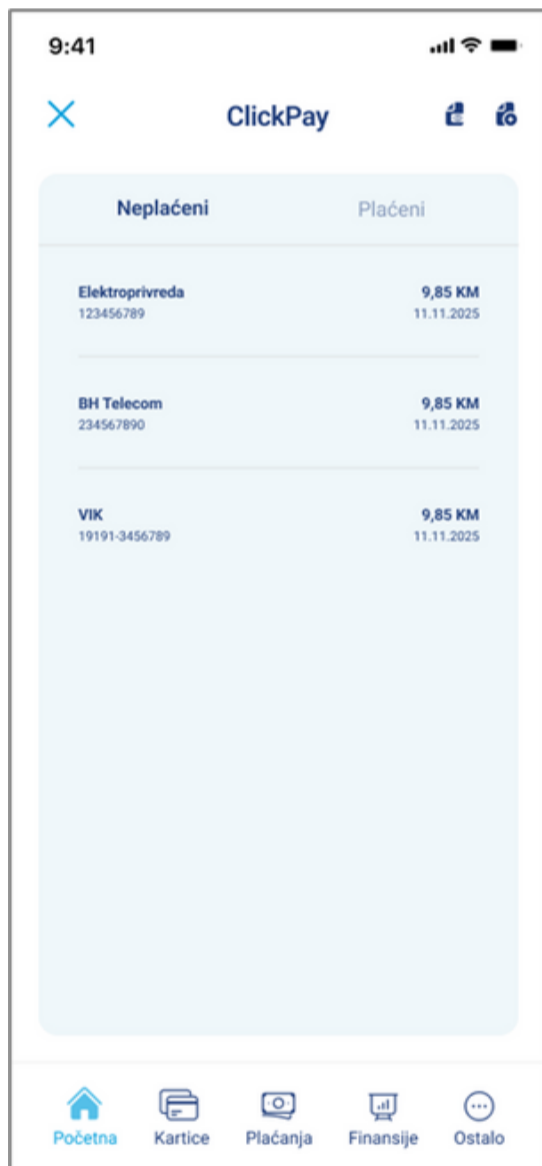 9:41
ClickPay
Neplaćeni Plaćeni
Elektroprivreda 9,85 KM
123456789 11.11.2025
BH Telecom 9,85 KM
234567890 11.11.2025
VIK 9,85 KM
19191-3456789 11.11.2025
Početna Kartice Plaćanja Finansije Ostalo